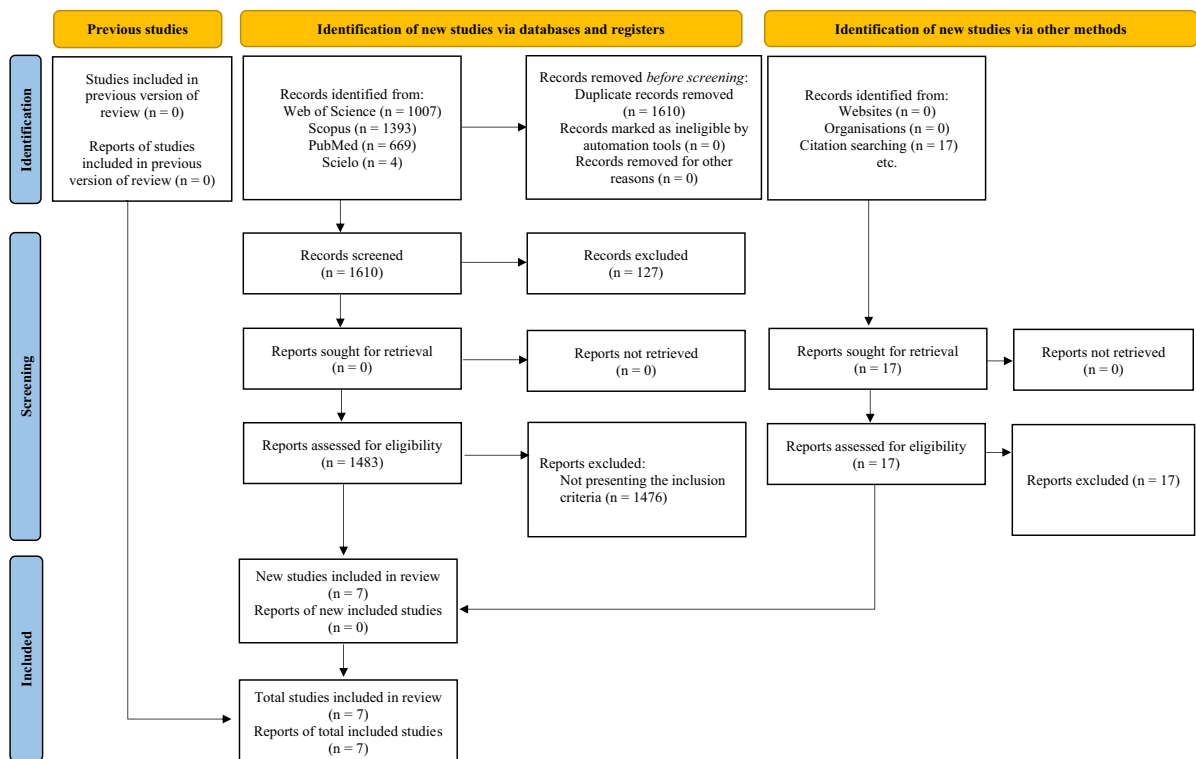 Previous studies
Identification of new studies via databases and registers
Identification of new studies via other methods
Identification
Studies included in
previous version of
review (n = 0)
Reports of studies
included in previous
version of review (n = 0)
Records identified from:
Web of Science (n = 1007)
Scopus (n = 1393)
PubMed (n = 669)
Scielo (n = 4)
Records removed before screening:
Duplicate records removed
(n = 1610)
Records marked as ineligible by
automation tools (n = 0)
Records removed for other
reasons (n = 0)
Records identified from:
Websites (n = 0)
Organisations (n = 0)
Citation searching (n = 17)
etc.
Screening
Records screened
(n = 1610)
Records excluded
(n = 127)
Reports sought for retrieval
(n = 0)
Reports not retrieved
(n = 0)
Reports sought for retrieval
(n = 17)
Reports not retrieved
(n = 0)
Reports assessed for eligibility
(n = 1483)
Reports excluded:
Not presenting the inclusion
criteria (n = 1476)
Reports assessed for eligibility
(n = 17)
Reports excluded (n = 17)
Included
New studies included in review
(n = 7)
Reports of new included studies
(n = 0)
Total studies included in review
(n = 7)
Reports of total included studies
(n = 7)